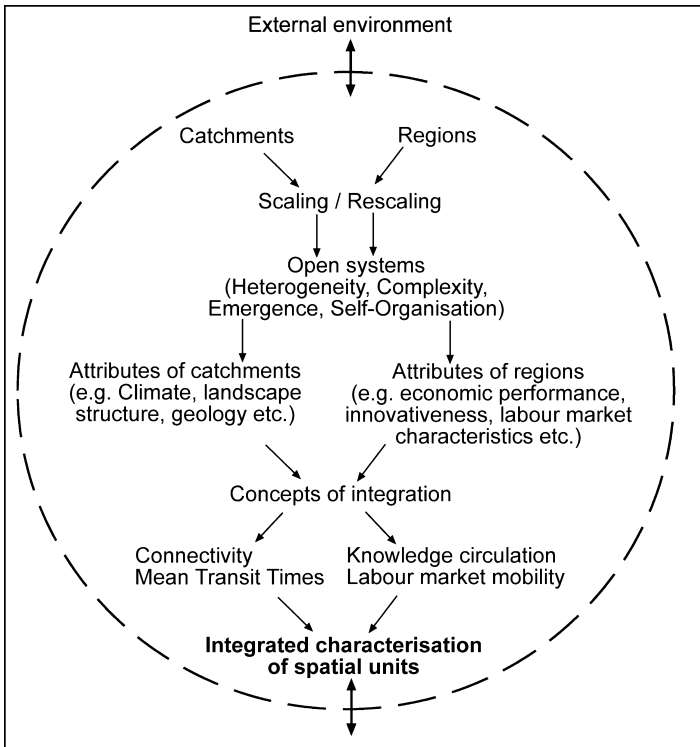 External environment
Catchments
Regions
Scaling / Rescaling
Open systems
(Heterogeneity, Complexity,
Emergence, Self-Organisation)
Attributes of catchments
(e.g. Climate, landscape
structure, geology etc.)
Attributes of regions
(e.g. economic performance,
innovativeness, labour market
characteristics etc.)
Concepts of integration
Connectivity
Mean Transit Times
Knowledge circulation
Labour market mobility
Integrated characterisation
of spatial units